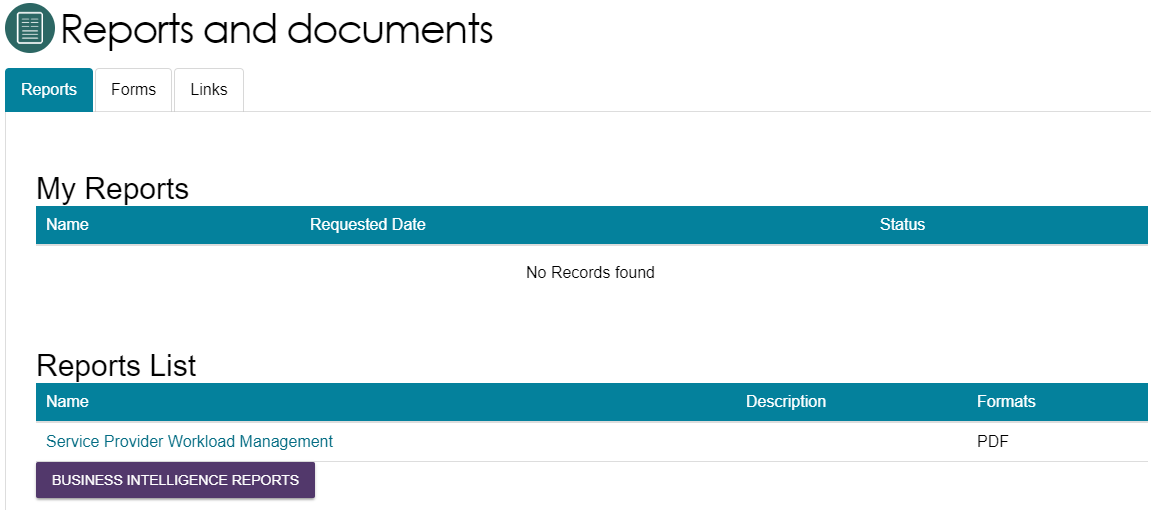 Reports and documents
Reports Forms Links
My Reports
Name Requested Date Status
No Records found
Reports List
Name Description Formats
Service Provider Workload Management PDF
BUSINESS INTELLIGENCE REPORTS